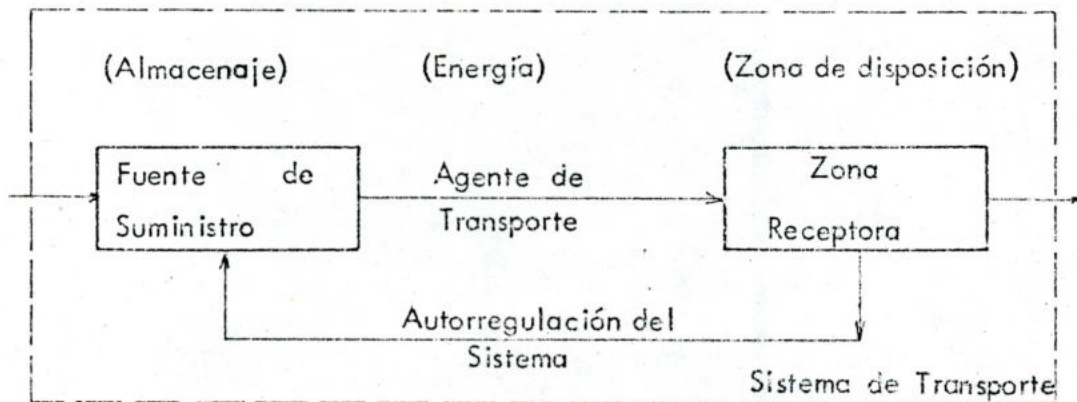 (Almacenaje) (Energía) (Zona de disposición)
Fuente de
Suministro
Agente de
Transporte
Zona
Receptora
Autorregulación del
Sistema
Sistema de Transporte